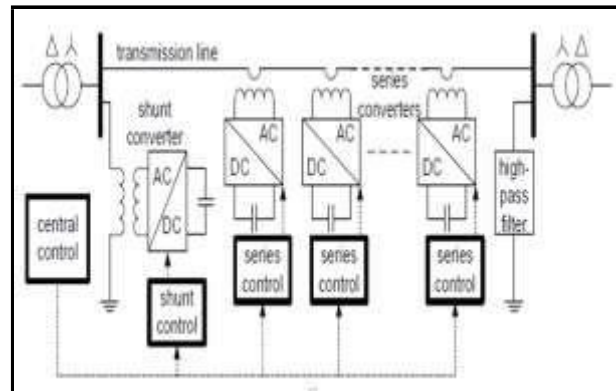 transmission line
series
converters
shunt
converter
AC
DC
AC
DC
AC
DC
AC
DC
high-
pass
filter
central
control
shunt
control
series
control
series
control
series
control